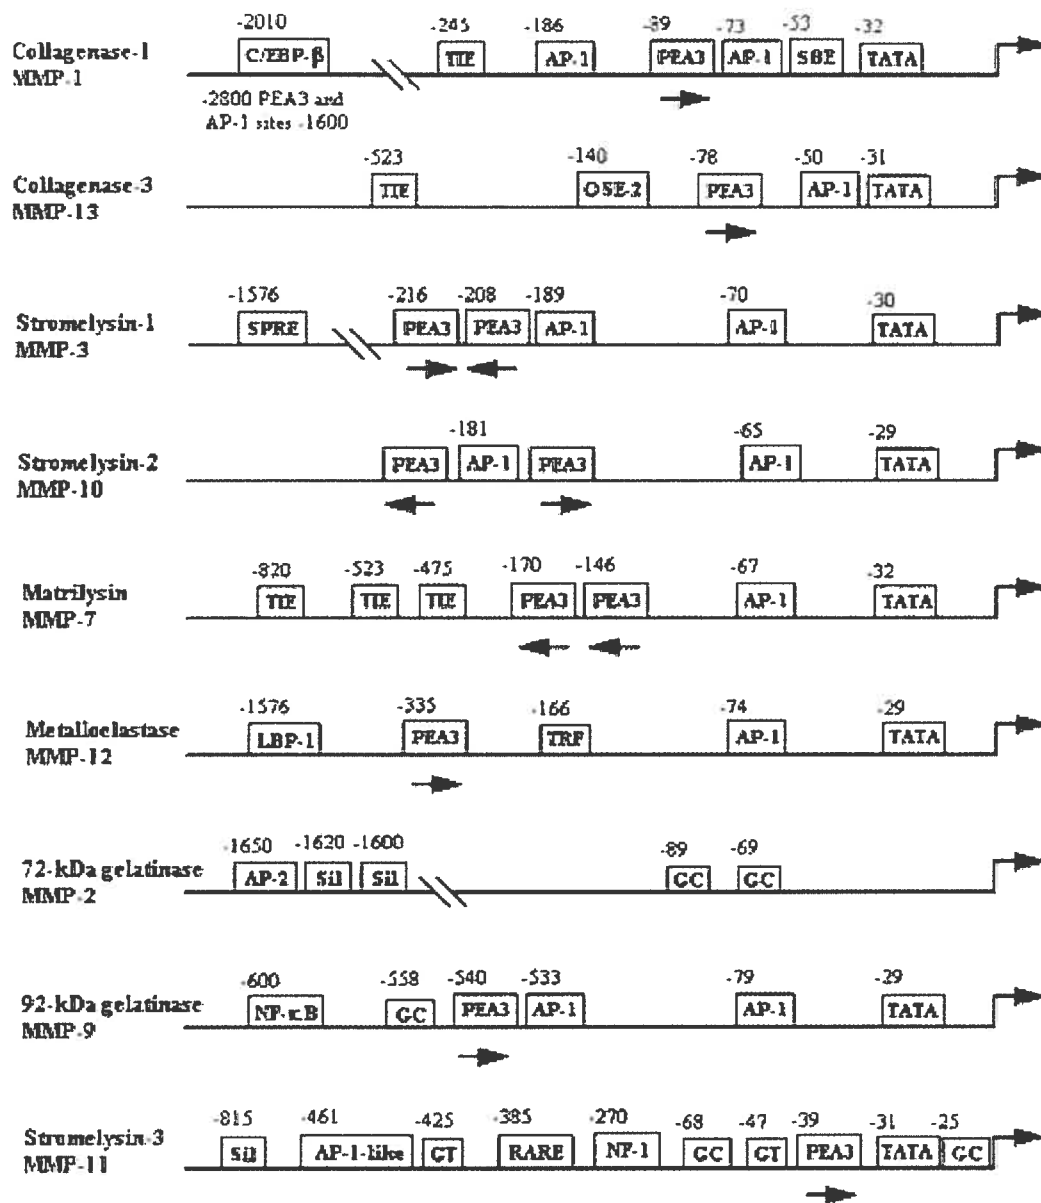 -2010 -245 -186 -89 -73 -53 -32
Collagenase-1 C/EBP-β TIE AP-1 PEA3 AP-1 SBE TATA
MMP-1
-2800 PEA3 and
AP-1 sites -1600
-523 -140 -78 -50 -31
Collagenase-3 TIE OSE-2 PEA3 AP-1 TATA
MMP-13
-1576 -216 -208 -189 -70 -30
Stromelysin-1 SPRE PEA3 PEA3 AP-1 AP-1 TATA
MMP-3
-181 -65 -29
Stromelysin-2 PEA3 AP-1 PEA3 AP-1 TATA
MMP-10
-820 -523 -475 -170 -146 -67 -32
Matrilysin TIE TIE TIE PEA3 PEA3 AP-1 TATA
MMP-7
-1576 -335 -166 -74 -29
Metalloelastase LBP-1 PEA3 TRF AP-1 TATA
MMP-12
-1650 -1620 -1600 -89 -69
72-kDa gelatinase AP-2 Sil Sil GC GC
MMP-2
-600 -558 -540 -533 -79 -29
92-kDa gelatinase NF-κB GC PEA3 AP-1 AP-1 TATA
MMP-9
-815 -461 -425 -385 -270 -68 -47 -39 -31 -25
Stromelysin-3 Sil AP-1-like GT RARE NF-1 GC GT PEA3 TATA GC
MMP-11